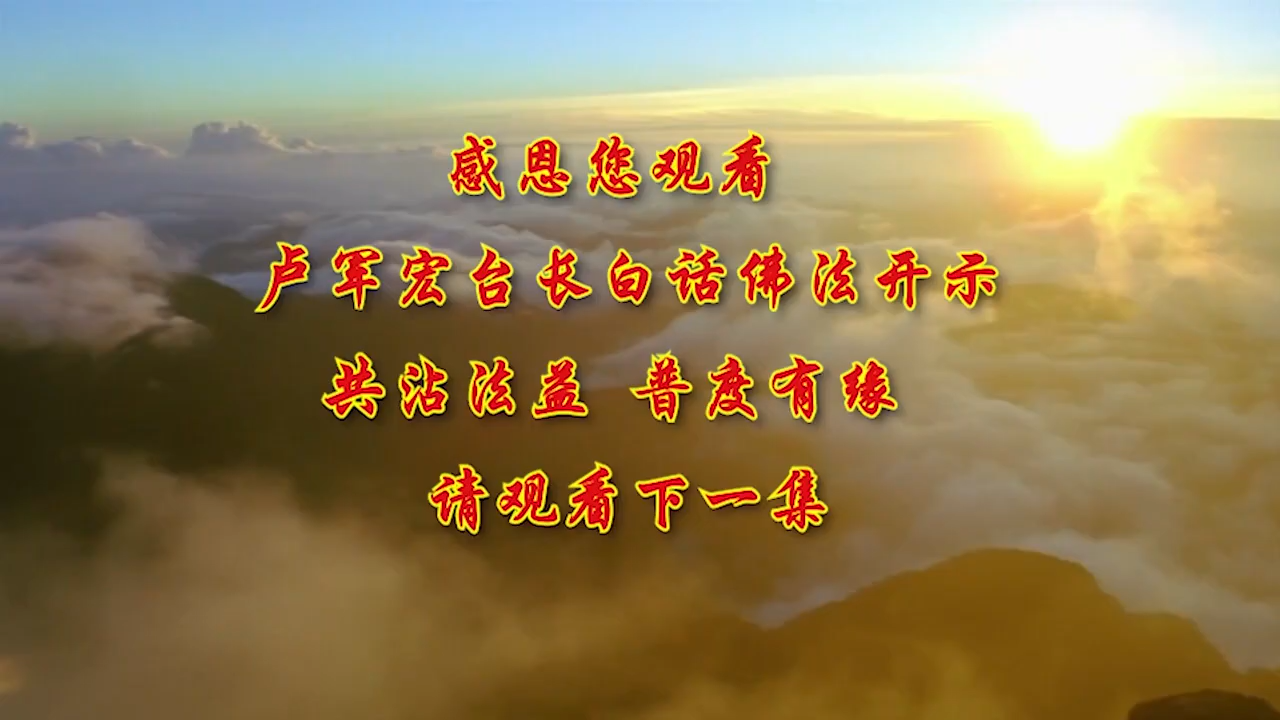 感恩您观看
卢军宏台长白话佛法开示
共沾法益 普度有缘
请观看下一集